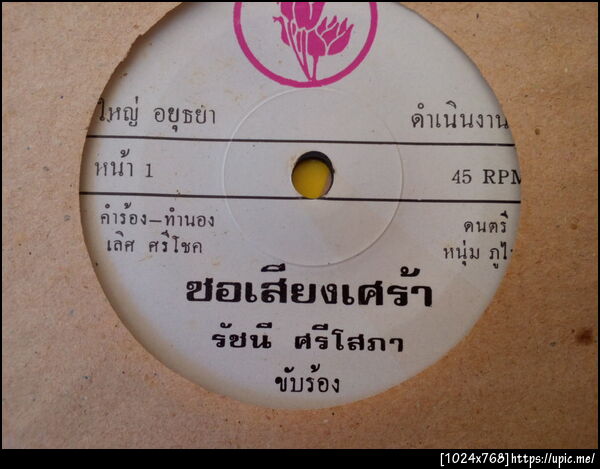 ใหญ่ อยุธยา ดำเนินงาน
หน้า 1 45 RPM
คำร้อง—ทำนอง ดนตรี
เลิศ ศรีโชค หนุ่ม
ซอเสียงเศร้า
รัชนี ศรีโสภา
ขับร้อง
[1024x768]https://upic.me/